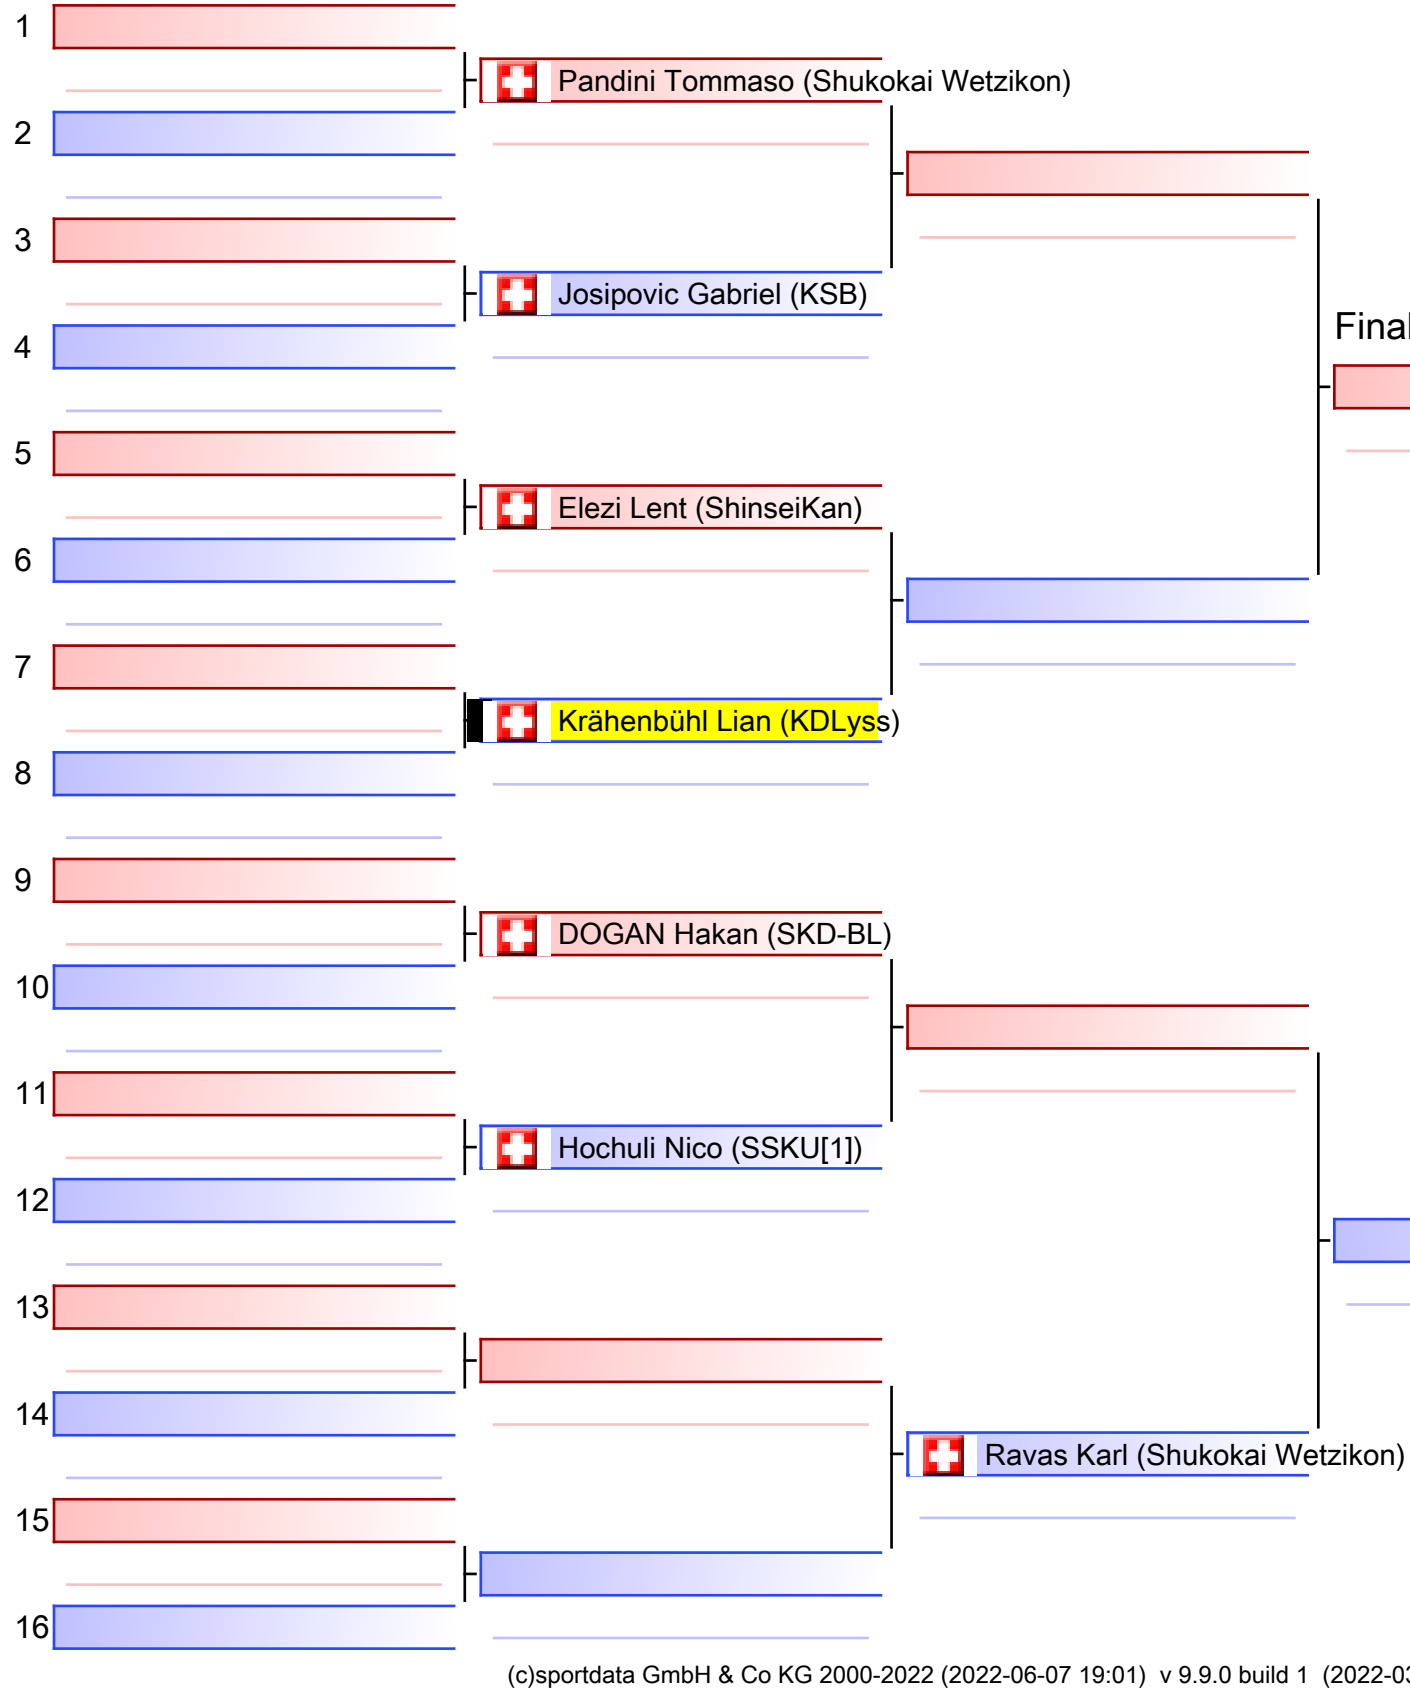 1
Pandini Tommaso (Shukokai Wetzikon)
2
3
Josipovic Gabriel (KSB)
4
Final
5
Elezi Lent (ShinseiKan)
6
7
Krähenbühl Lian (KDLyss)
8
9
DOGAN Hakan (SKD-BL)
10
11
Hochuli Nico (SSKU[1])
12
13
14
Ravas Karl (Shukokai Wetzikon)
15
16
(c)sportdata GmbH & Co KG 2000-2022 (2022-06-07 19:01) v 9.9.0 build 1 (2022-03